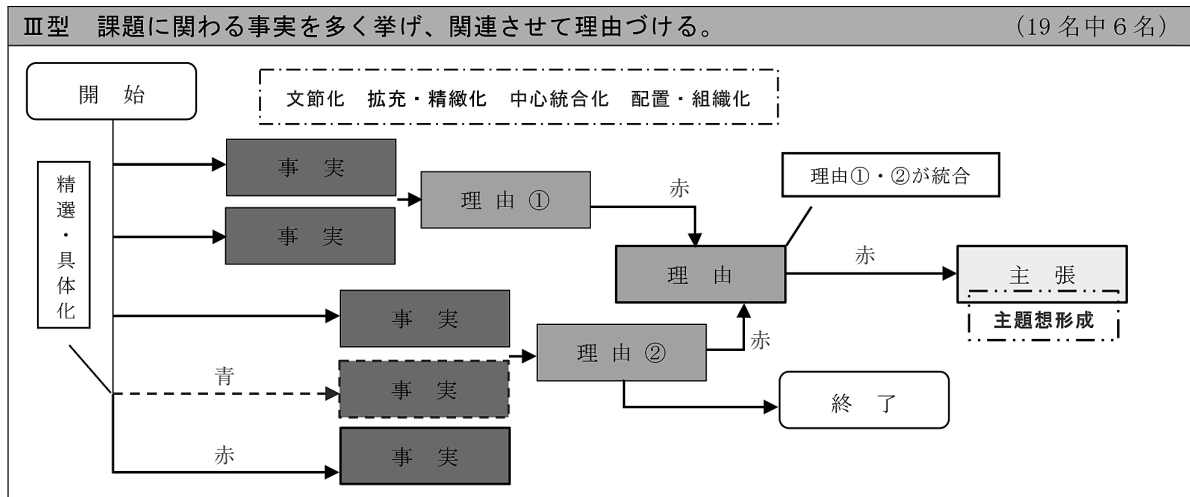 Ⅲ型 課題に関わる事実を多く挙げ、関連させて理由づける。 (19名中6名)
開 始
文節化 拡充・精緻化 中心統合化 配置・組織化
精選・具体化
事 実
事 実
理 由 ①
赤
理由①・②が統合
理 由
赤
主 張
主題想形成
事 実
理 由 ②
赤
青
事 実
終 了
赤
事 実